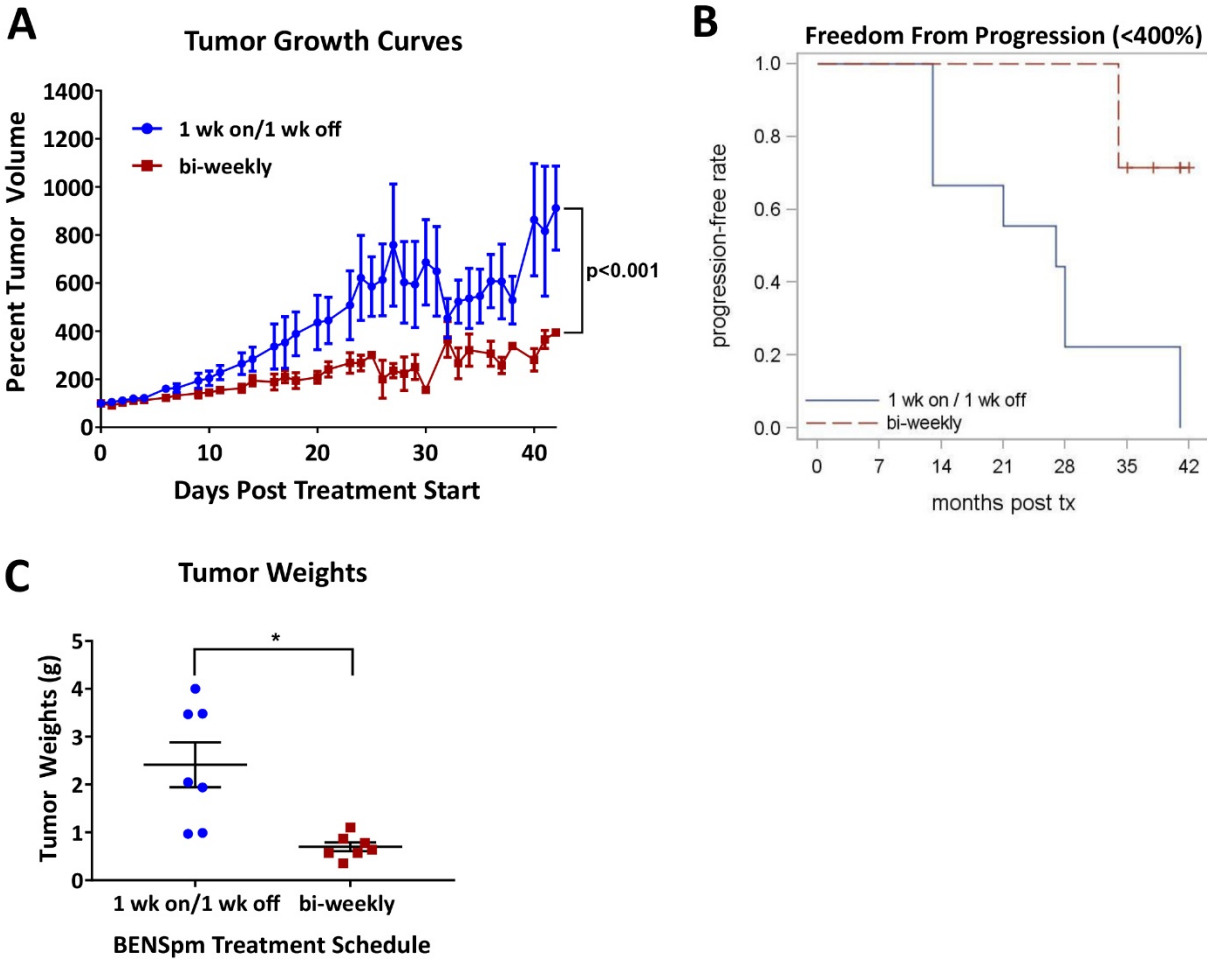 A
Tumor Growth Curves
Percent Tumor Volume
1400
1200
1000
800
600
400
200
0
1 wk on/1 wk off
bi-weekly
p<0.001
0 10 20 30 40
Days Post Treatment Start
B
Freedom From Progression (<400%)
progression-free rate
1.0
0.8
0.6
0.4
0.2
0.0
1 wk on / 1 wk off
bi-weekly
0 7 14 21 28 35 42
months post tx
C
Tumor Weights
Tumor Weights (g)
5
4
3
2
1
0
*
1 wk on/1 wk off bi-weekly
BENSpm Treatment Schedule